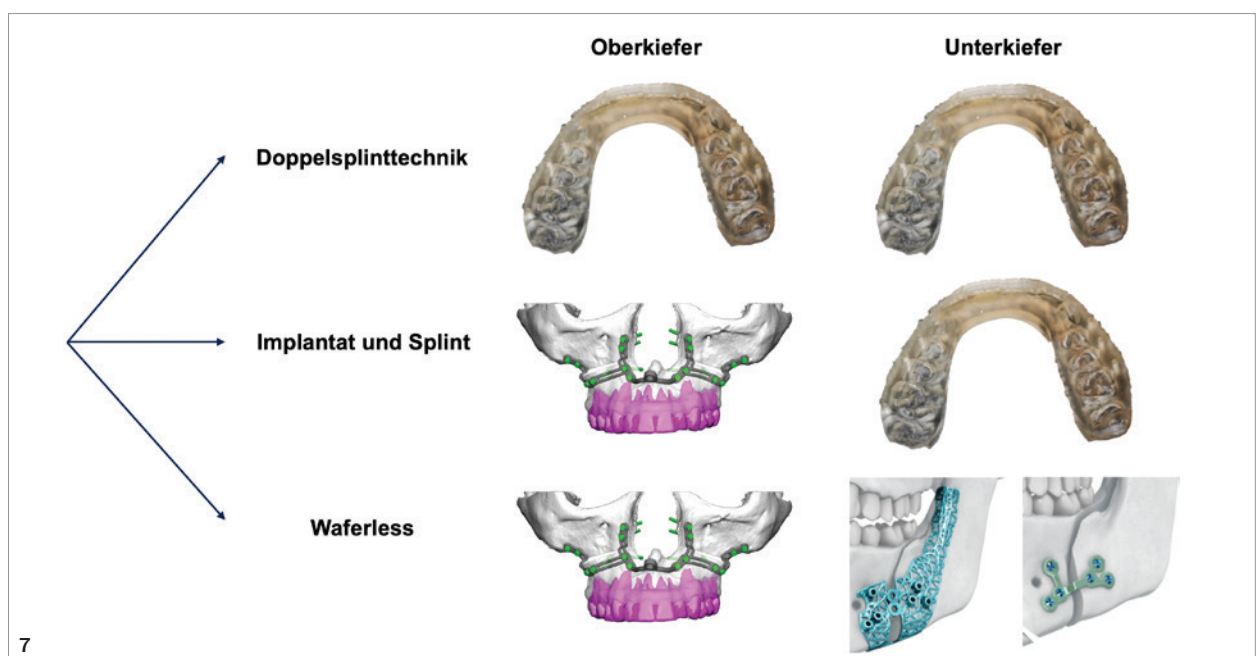 Oberkiefer
Unterkiefer
Doppelsplinttechnik
Implantat und Splint
Waferless
7